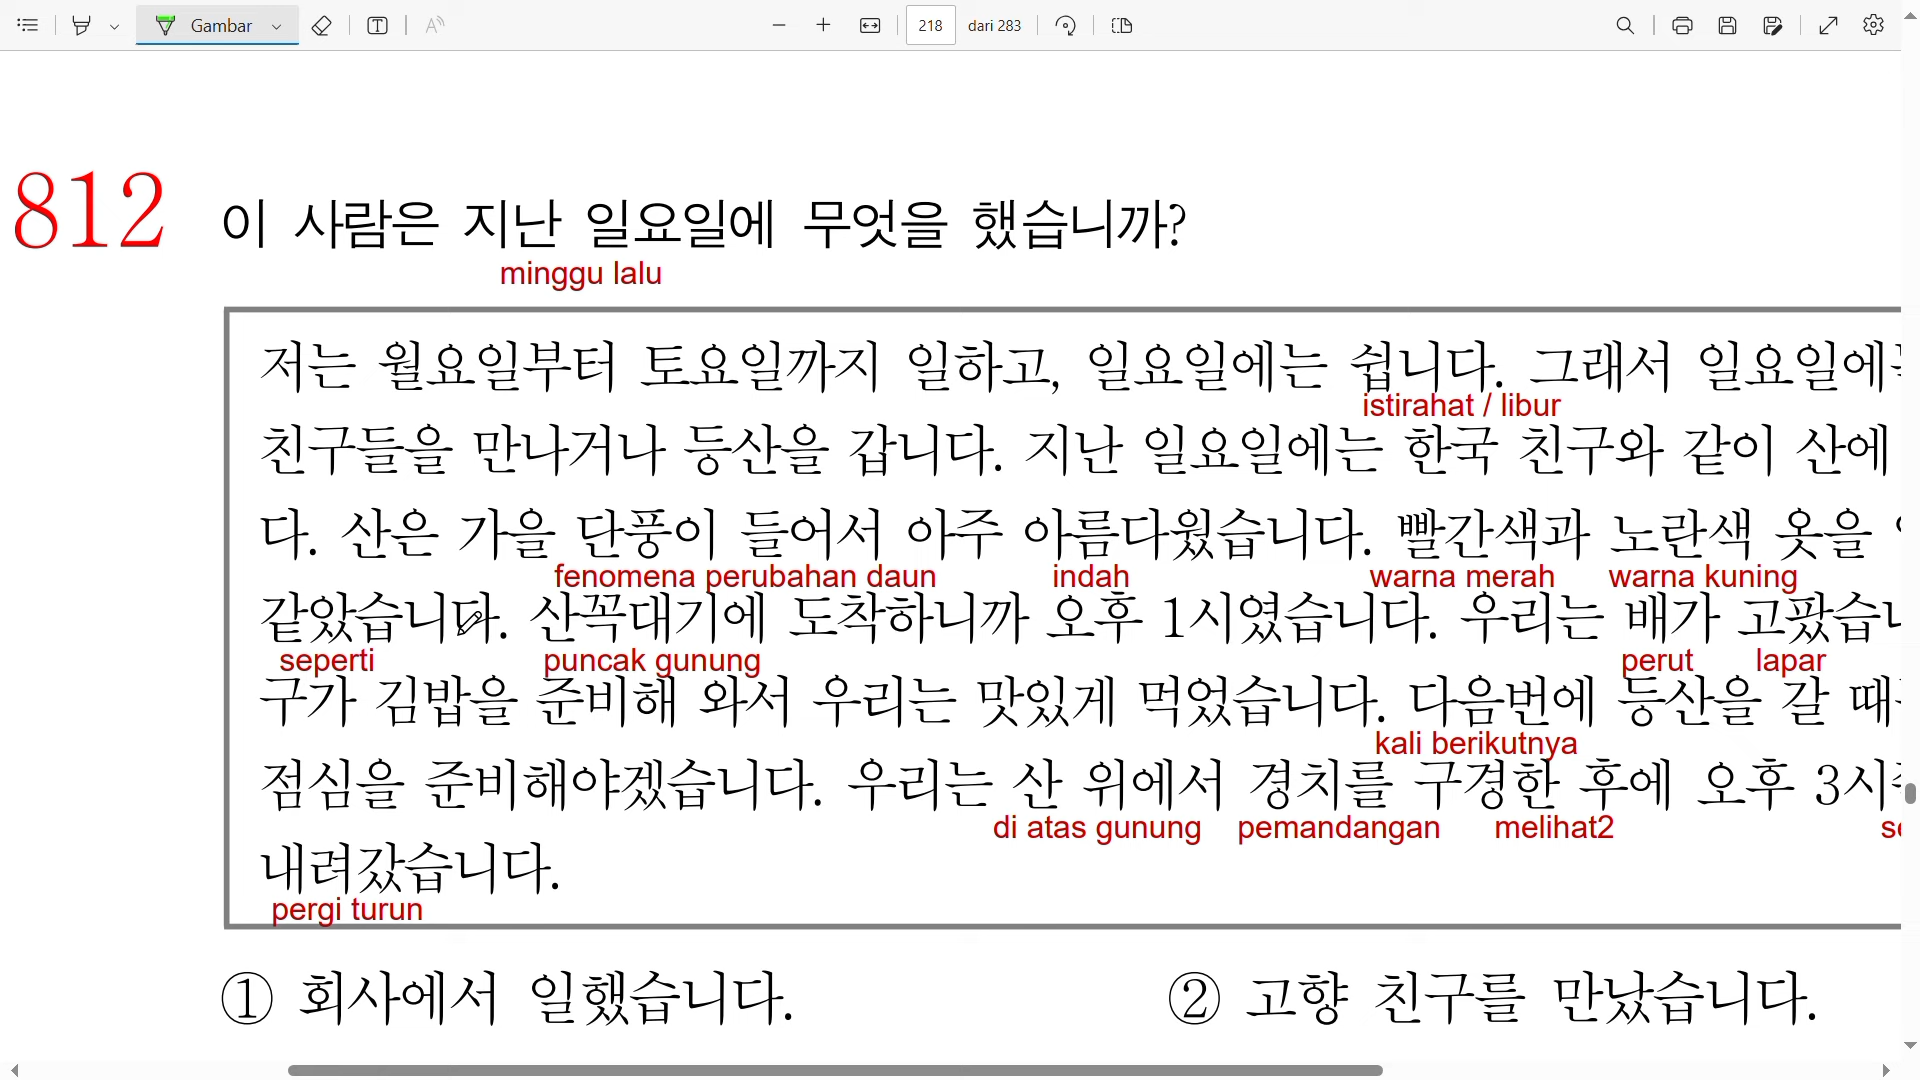 Gambar
218 dari 283
812 이 사람은 지난 일요일에 무엇을 했습니까?
minggu lalu
저는 월요일부터 토요일까지 일하고, 일요일에는 쉽니다. 그래서 일요일에
istirahat / libur
친구들을 만나거나 등산을 갑니다. 지난 일요일에는 한국 친구와 같이 산에
다. 산은 가을 단풍이 들어서 아주 아름다웠습니다. 빨간색과 노란색 옷을
fenomena perubahan daun indah warna merah warna kuning
같았습니다. 산꼭대기에 도착하니까 오후 1시였습니다. 우리는 배가 고팠습니
seperti puncak gunung perut lapar
구가 김밥을 준비해 와서 우리는 맛있게 먹었습니다. 다음번에 등산을 갈 때
kali berikutnya
점심을 준비해야겠습니다. 우리는 산 위에서 경치를 구경한 후에 오후 3시
di atas gunung pemandangan melihat2 se
내려갔습니다.
pergi turun
① 회사에서 일했습니다. ② 고향 친구를 만났습니다.